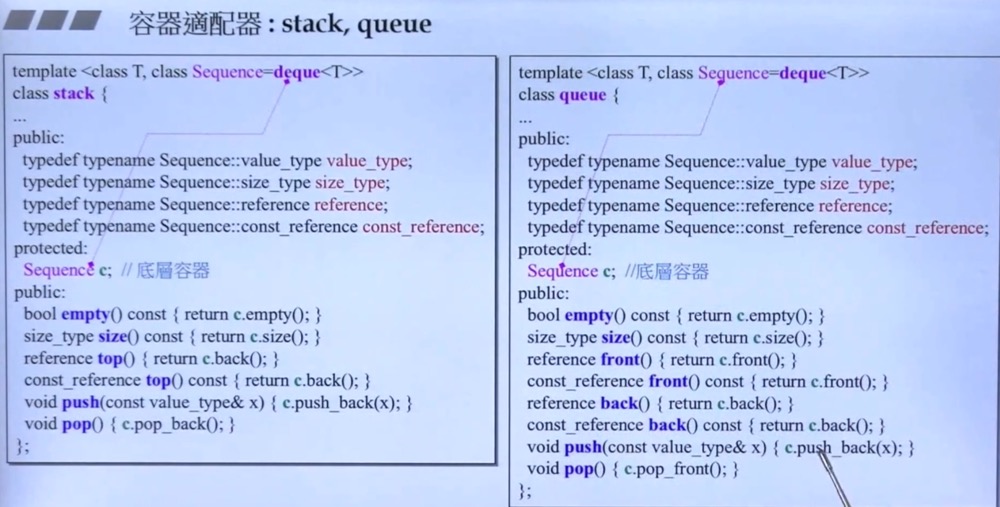 容器適配器 : stack, queue
template <class T, class Sequence=deque<T>>
class stack {
...
public:
typedef typename Sequence::value_type value_type;
typedef typename Sequence::size_type size_type;
typedef typename Sequence::reference reference;
typedef typename Sequence::const_reference const_reference;
protected:
Sequence c; // 底層容器
public:
bool empty() const { return c.empty(); }
size_type size() const { return c.size(); }
reference top() { return c.back(); }
const_reference top() const { return c.back(); }
void push(const value_type& x) { c.push_back(x); }
void pop() { c.pop_back(); }
};
template <class T, class Sequence=deque<T>>
class queue {
...
public:
typedef typename Sequence::value_type value_type;
typedef typename Sequence::size_type size_type;
typedef typename Sequence::reference reference;
typedef typename Sequence::const_reference const_reference;
protected:
Sequence c; //底層容器
public:
bool empty() const { return c.empty(); }
size_type size() const { return c.size(); }
reference front() { return c.front(); }
const_reference front() const { return c.front(); }
reference back() { return c.back(); }
const_reference back() const { return c.back(); }
void push(const value_type& x) { c.push_back(x); }
void pop() { c.pop_front(); }
};